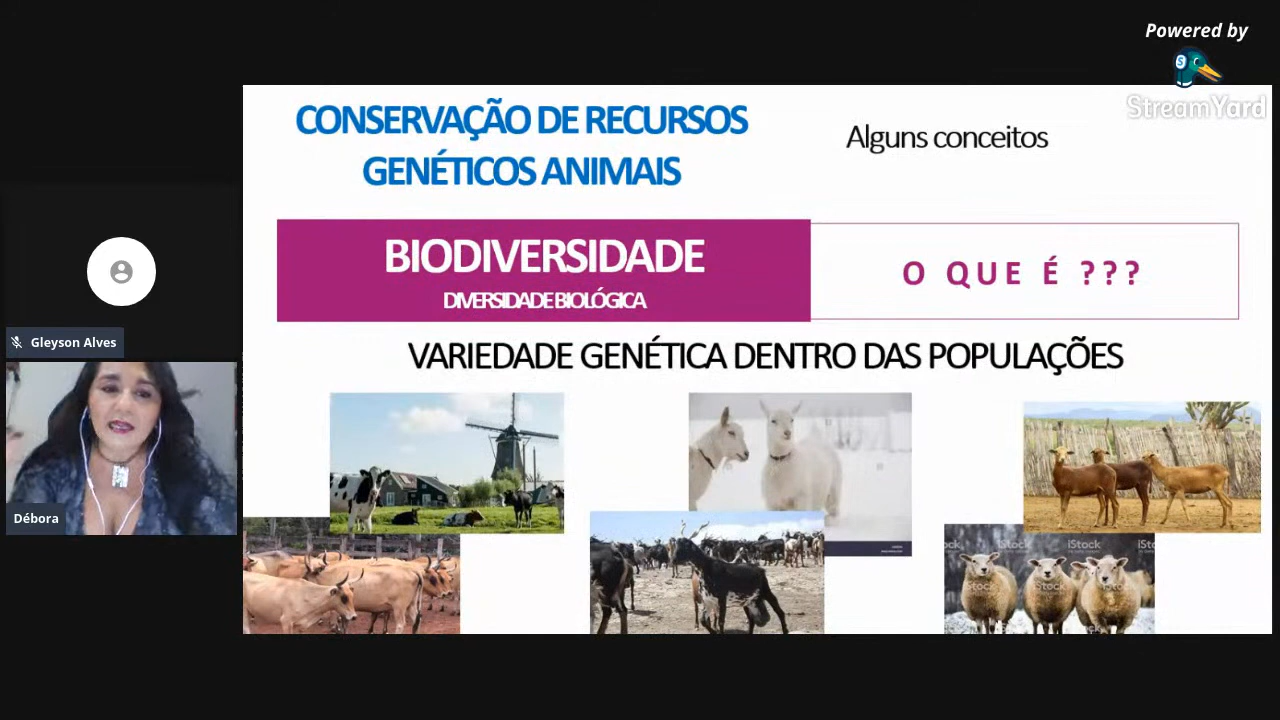 Powered by
StreamYard
CONSERVAÇÃO DE RECURSOS
GENÉTICOS ANIMAIS
Alguns conceitos
BIODIVERSIDADE
DIVERSIDADE BIOLÓGICA
O QUE É ???
VARIEDADE GENÉTICA DENTRO DAS POPULAÇÕES
Gleyson Alves
Débora
iStock
iStock
iStock
iStock